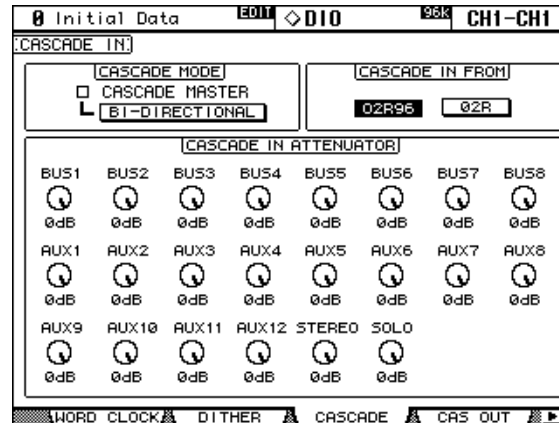 0 Initial Data EDIT ◇DIO 96K CH1-CH1
CASCADE IN
CASCADE MODE CASCADE IN FROM
CASCADE MASTER
BI-DIRECTIONAL 02R96 02R
CASCADE IN ATTENUATOR
BUS1 BUS2 BUS3 BUS4 BUS5 BUS6 BUS7 BUS8
0dB 0dB 0dB 0dB 0dB 0dB 0dB 0dB
AUX1 AUX2 AUX3 AUX4 AUX5 AUX6 AUX7 AUX8
0dB 0dB 0dB 0dB 0dB 0dB 0dB 0dB
AUX9 AUX10 AUX11 AUX12 STEREO SOLO
0dB 0dB 0dB 0dB 0dB 0dB
WORD CLOCK DITHER CASCADE CAS OUT